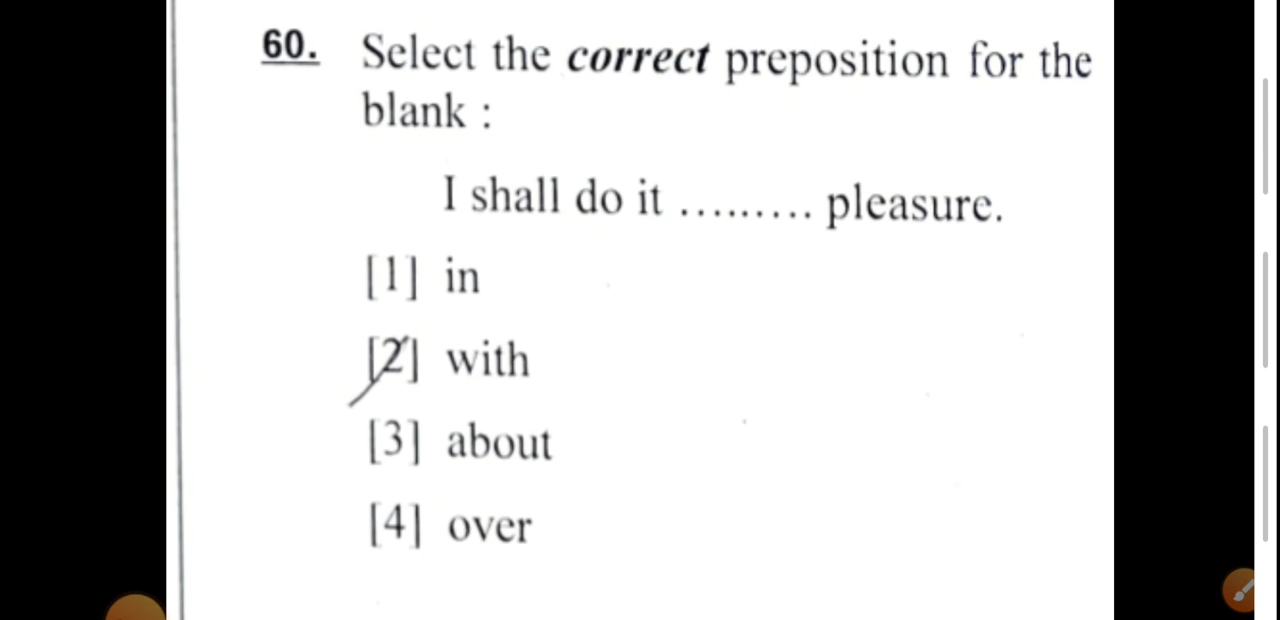 60. Select the correct preposition for the
blank :
I shall do it ......... pleasure.
[1] in
[2] with
[3] about
[4] over